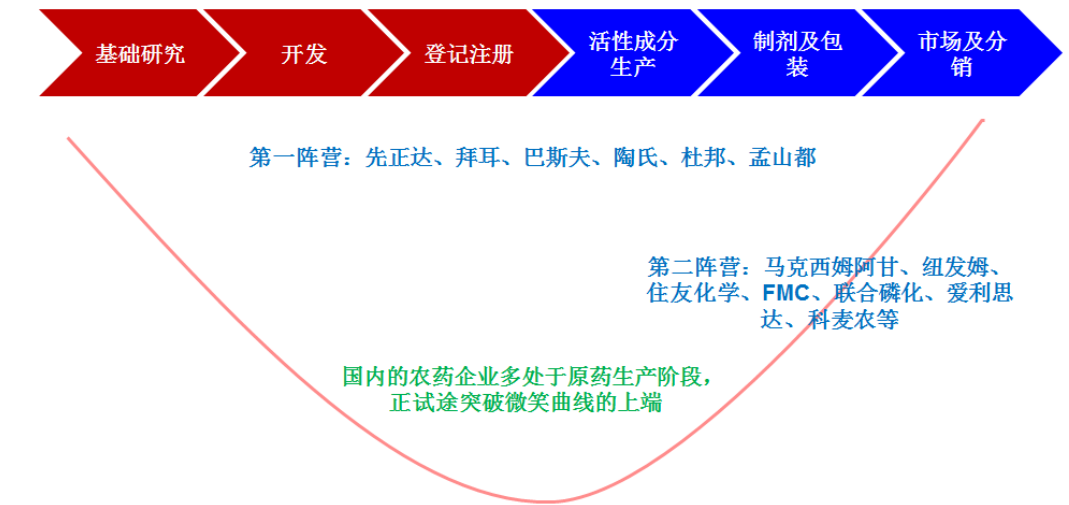 基础研究
开发
登记注册
活性成分
生产
制剂及包
装
市场及分
销
第一阵营：先正达、拜耳、巴斯夫、陶氏、杜邦、孟山都
第二阵营：马克西姆阿甘、纽发姆、
住友化学、FMC、联合磷化、爱利思
达、科麦农等
国内的农药企业多处于原药生产阶段，
正试途突破微笑曲线的上端